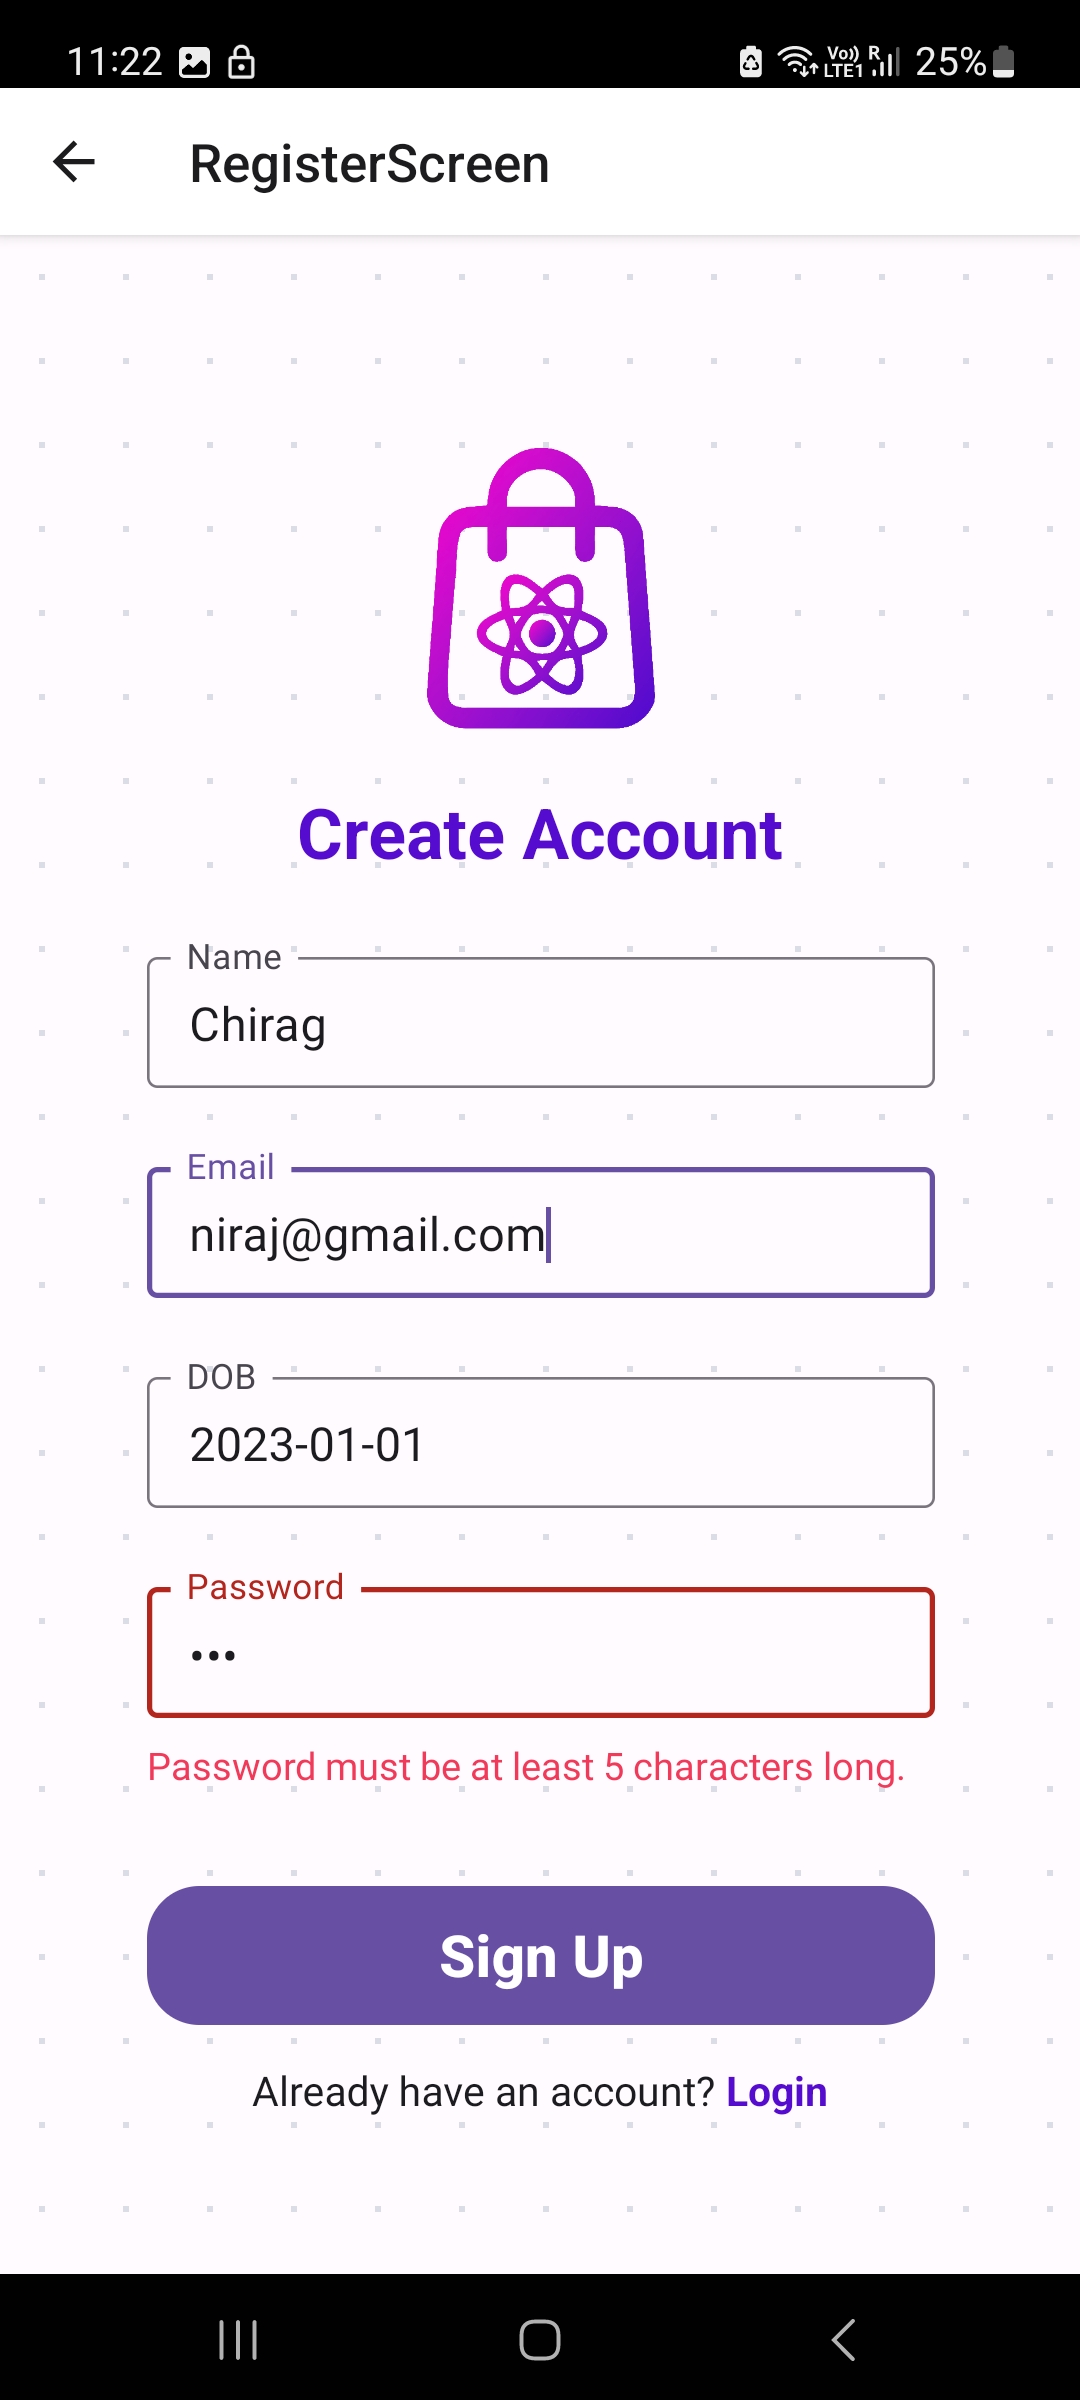 11:22 Vo)) LTE1 R 25%
RegisterScreen
Create Account
Name
Chirag
Email
niraj@gmail.com
DOB
2023-01-01
Password
•••
Password must be at least 5 characters long.
Sign Up
Already have an account? Login